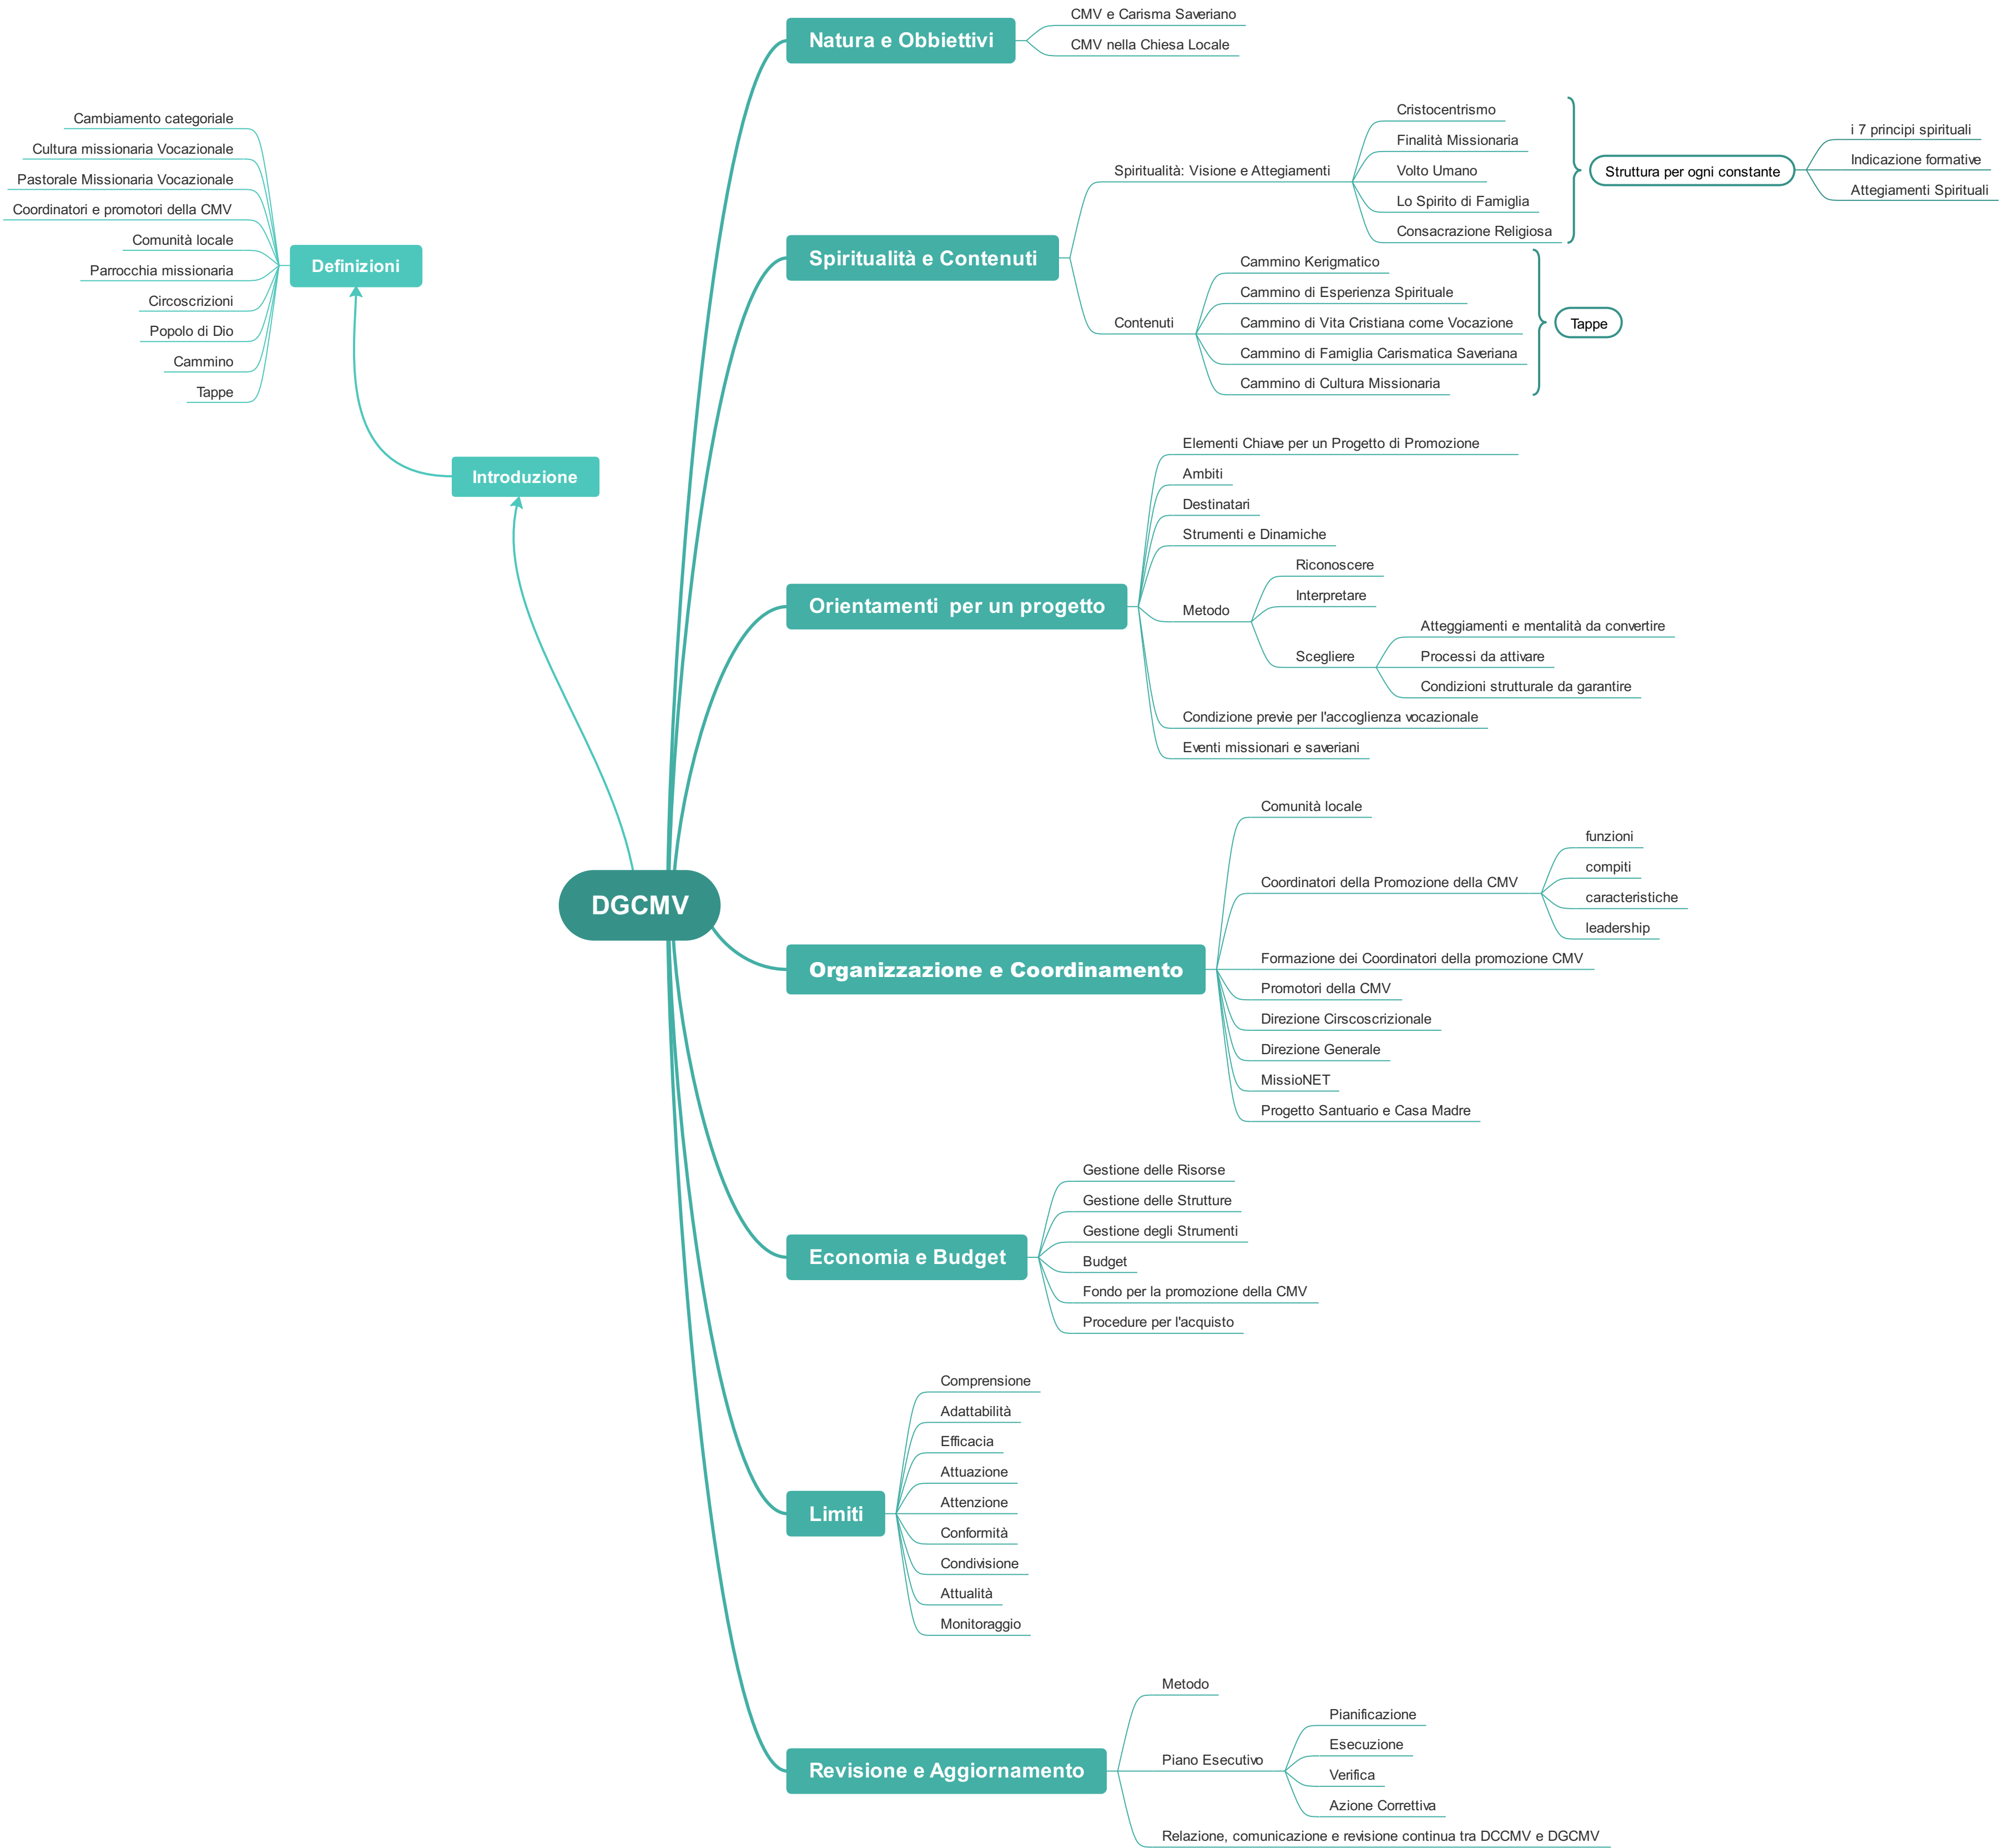 DGCMV
Introduzione
Definizioni
Cambiamento categoriale
Cultura missionaria Vocazionale
Pastorale Missionaria Vocazionale
Coordinatori e promotori della CMV
Comunità locale
Parrocchia missionaria
Circoscrizioni
Popolo di Dio
Cammino
Tappe
Natura e Obbiettivi
CMV e Carisma Saveriano
CMV nella Chiesa Locale
Spiritualità e Contenuti
Spiritualità: Visione e Attegiamenti
Cristocentrismo
Finalità Missionaria
Volto Umano
Lo Spirito di Famiglia
Consacrazione Religiosa
Struttura per ogni constante
i 7 principi spirituali
Indicazione formative
Attegiamenti Spirituali
Contenuti
Cammino Kerigmatico
Cammino di Esperienza Spirituale
Cammino di Vita Cristiana come Vocazione
Cammino di Famiglia Carismatica Saveriana
Cammino di Cultura Missionaria
Tappe
Orientamenti per un progetto
Elementi Chiave per un Progetto di Promozione
Ambiti
Destinatari
Strumenti e Dinamiche
Metodo
Riconoscere
Interpretare
Scegliere
Atteggiamenti e mentalità da convertire
Processi da attivare
Condizioni strutturale da garantire
Condizione previe per l'accoglienza vocazionale
Eventi missionari e saveriani
Organizzazione e Coordinamento
Comunità locale
Coordinatori della Promozione della CMV
funzioni
compiti
caracteristiche
leadership
Formazione dei Coordinatori della promozione CMV
Promotori della CMV
Direzione Cirscoscrizionale
Direzione Generale
MissioNET
Progetto Santuario e Casa Madre
Economia e Budget
Gestione delle Risorse
Gestione delle Strutture
Gestione degli Strumenti
Budget
Fondo per la promozione della CMV
Procedure per l'acquisto
Limiti
Comprensione
Adattabilità
Efficacia
Attuazione
Attenzione
Conformità
Condivisione
Attualità
Monitoraggio
Revisione e Aggiornamento
Metodo
Piano Esecutivo
Pianificazione
Esecuzione
Verifica
Azione Correttiva
Relazione, comunicazione e revisione continua tra DCCMV e DGCMV